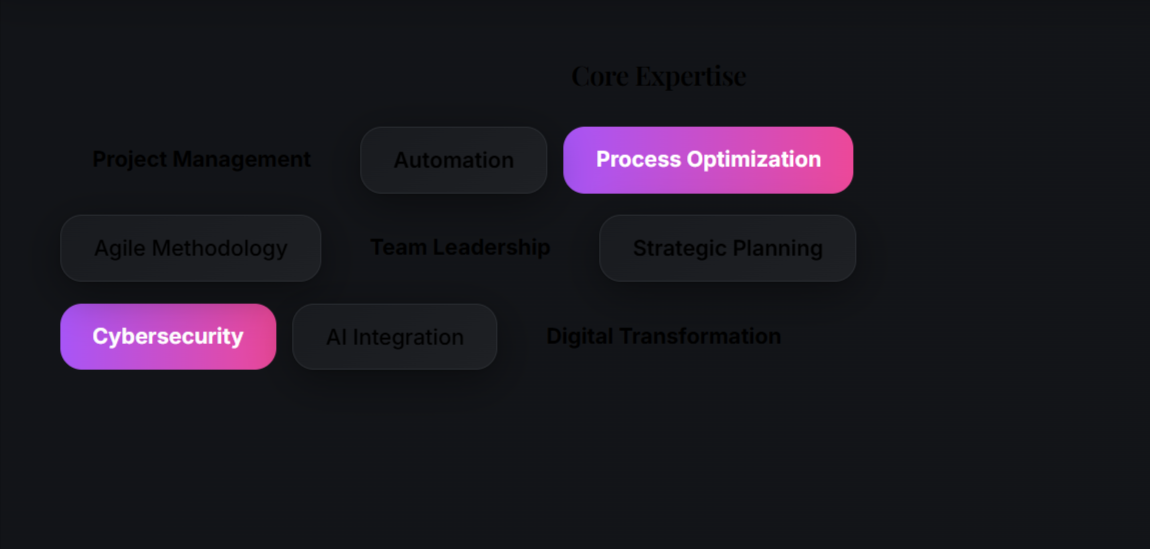 Core Expertise
Project Management Automation Process Optimization
Agile Methodology Team Leadership Strategic Planning
Cybersecurity AI Integration Digital Transformation